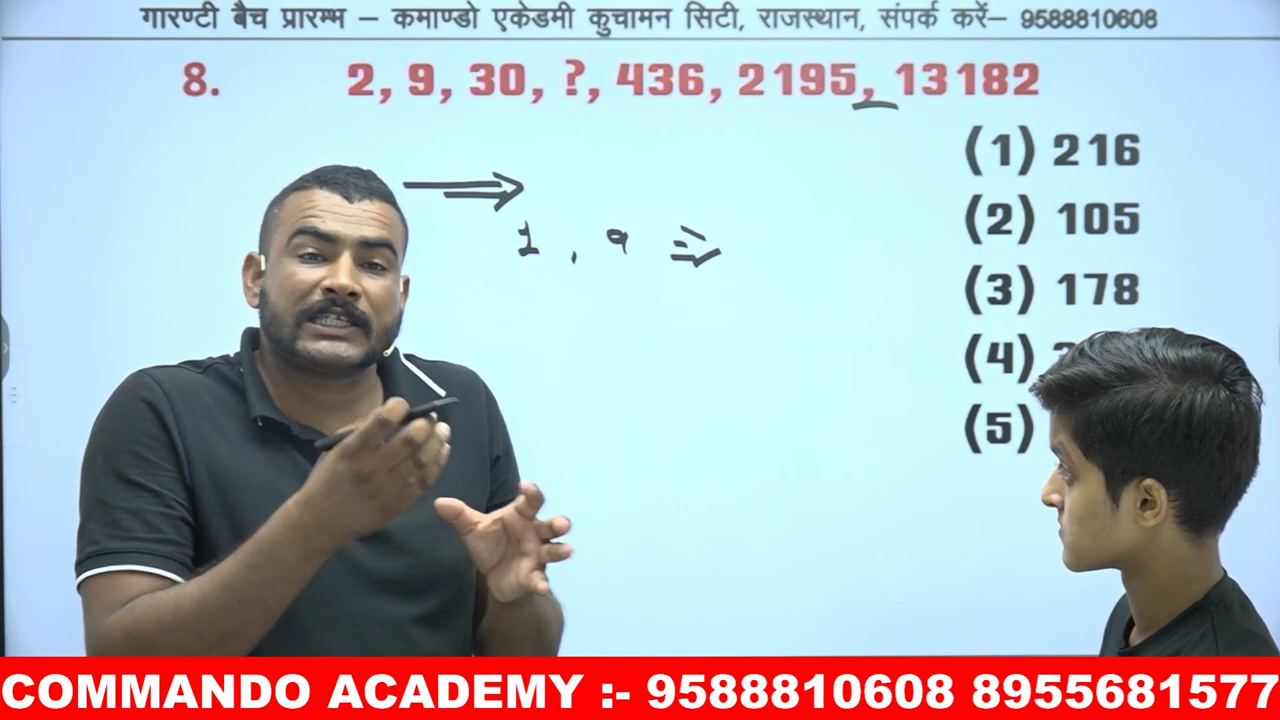 गारण्टी बैच प्रारम्भ – कमाण्डो एकेडमी कुचामन सिटी, राजस्थान, संपर्क करें– 9588810608
8. 2, 9, 30, ?, 436, 2195, 13182
(1) 216
(2) 105
(3) 178
(4)
(5)
1 , 9 ⇒
COMMANDO ACADEMY :- 9588810608 8955681577